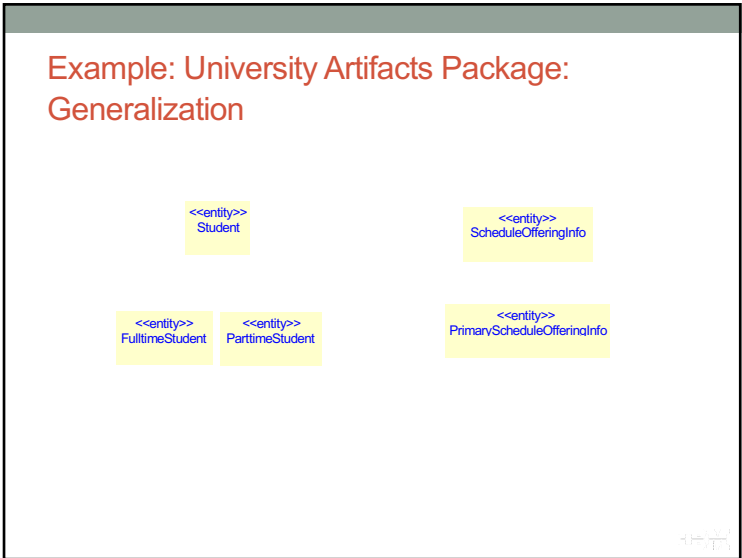 Example: University Artifacts Package:
Generalization
<<entity>>
Student
<<entity>>
ScheduleOfferingInfo
<<entity>>
FulltimeStudent
<<entity>>
ParttimeStudent
<<entity>>
PrimaryScheduleOfferingInfo